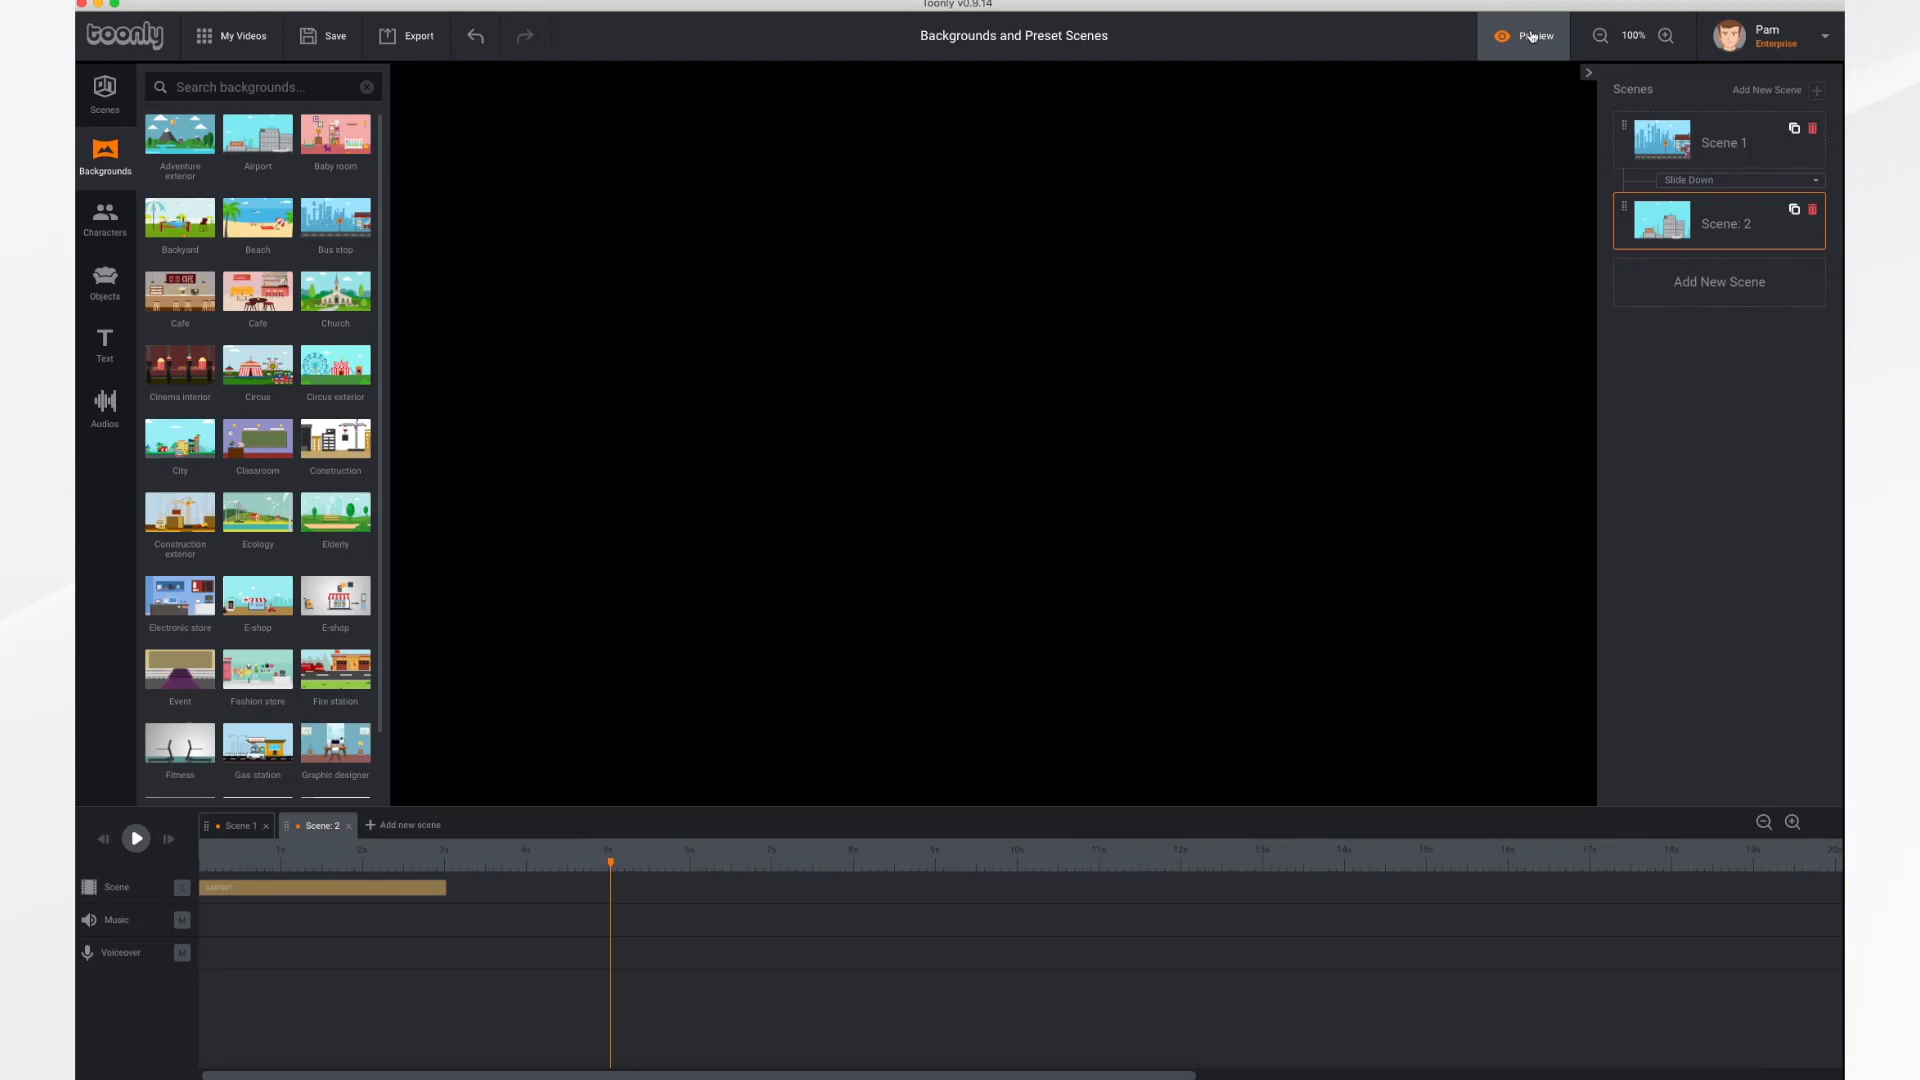 Toonly v0.9.14
toonly
My Videos
Save
Export
Backgrounds and Preset Scenes
Preview
100%
Pam
Enterprise
Scenes
Backgrounds
Characters
Objects
Text
Audios
Search backgrounds...
Adventure exterior
Airport
Baby room
Backyard
Beach
Bus stop
Cafe
Cafe
Church
Cinema interior
Circus
Circus exterior
City
Classroom
Construction
Construction exterior
Ecology
Elderly
Electronic store
E-shop
E-shop
Event
Fashion store
Fire station
Fitness
Gas station
Graphic designer
Scenes
Add New Scene
Scene 1
Slide Down
Scene: 2
Add New Scene
Scene 1
Scene: 2
Add new scene
1s 2s 3s 4s 5s 6s 7s 8s 9s 10s 11s 12s 13s 14s 15s 16s 17s 18s 19s 20s
Scene
Music M
Voiceover M